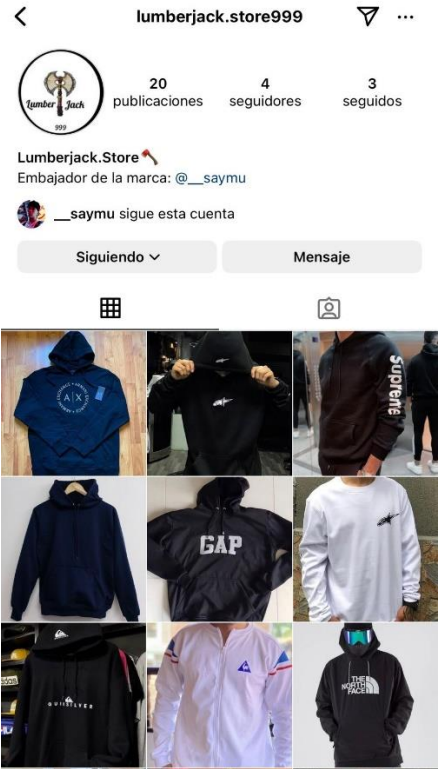 lumberjack.store999
Lumber Jack
999
20
publicaciones
4
seguidores
3
seguidos
Lumberjack.Store
Embajador de la marca: @__saymu
__saymu sigue esta cuenta
Siguiendo
Mensaje
A|X
Supreme
GAP
adidas
QUIKSILVER
THE
NORTH
FACE